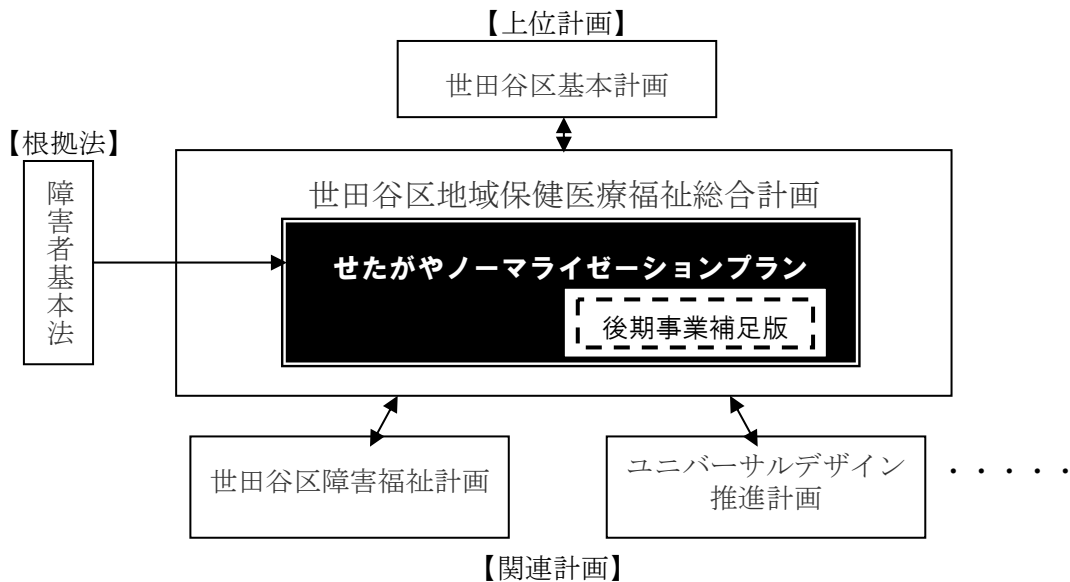 【上位計画】
世田谷区基本計画
【根拠法】
障害者基本法
世田谷区地域保健医療福祉総合計画
せたがやノーマライゼーションプラン
後期事業補足版
世田谷区障害福祉計画
ユニバーサルデザイン
推進計画
・・・・・
【関連計画】